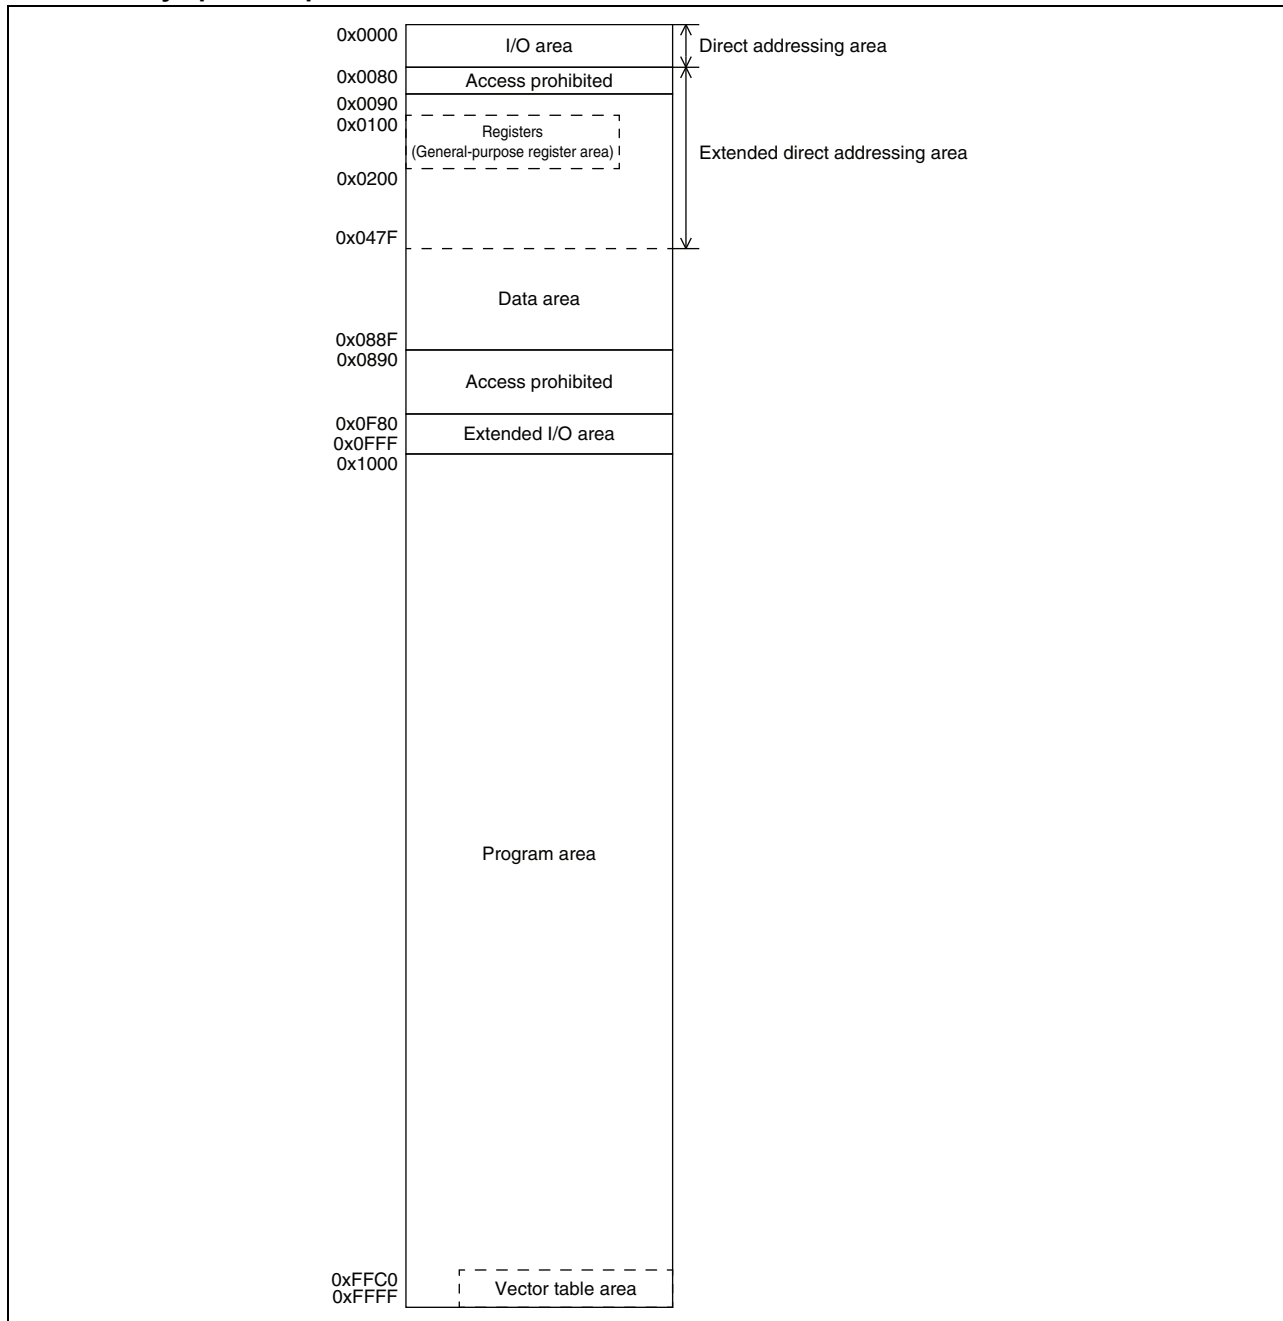 0x0000
I/O area
Direct addressing area
0x0080
Access prohibited
0x0090
0x0100
Registers
(General-purpose register area)
Extended direct addressing area
0x0200
0x047F
Data area
0x088F
0x0890
Access prohibited
0x0F80
Extended I/O area
0x0FFF
0x1000
Program area
0xFFC0
Vector table area
0xFFFF